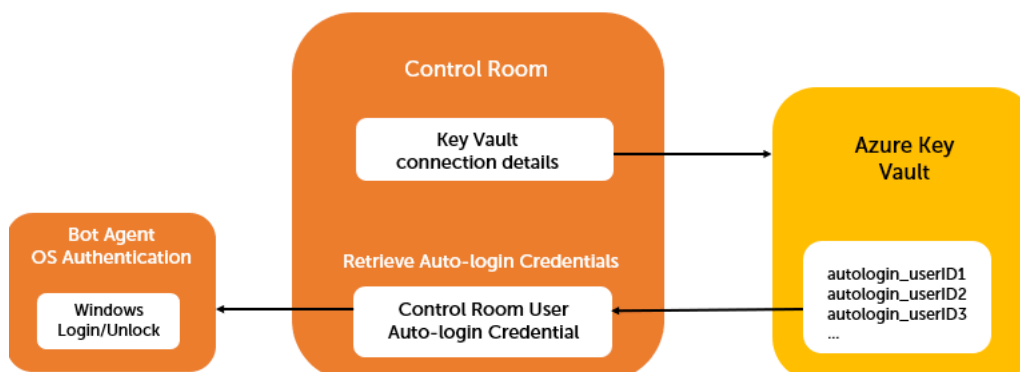 Control Room
Key Vault
connection details
Azure Key
Vault
Bot Agent
OS Authentication
Windows
Login/Unlock
Retrieve Auto-login Credentials
Control Room User
Auto-login Credential
autologin_userID1
autologin_userID2
autologin_userID3
...